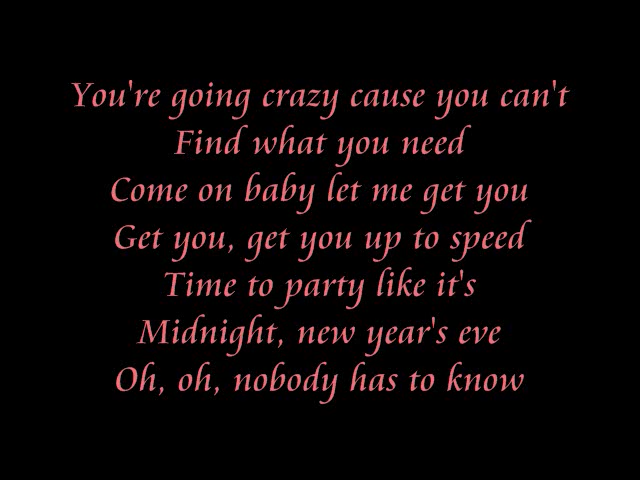 You're going crazy cause you can't
Find what you need
Come on baby let me get you
Get you, get you up to speed
Time to party like it's
Midnight, new year's eve
Oh, oh, nobody has to know